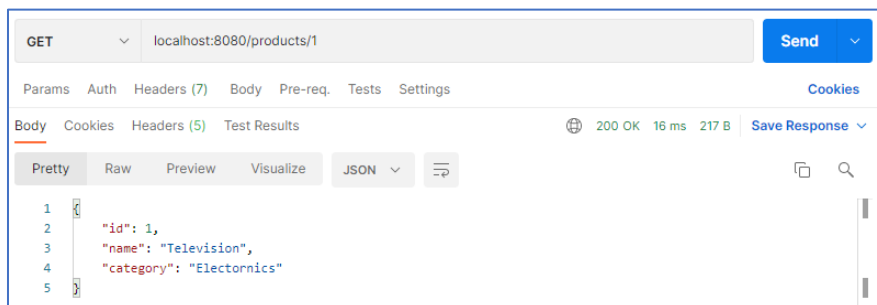 GET localhost:8080/products/1 Send
Params Auth Headers (7) Body Pre-req. Tests Settings Cookies
Body Cookies Headers (5) Test Results 200 OK 16 ms 217 B Save Response
Pretty Raw Preview Visualize JSON
1 {
2 "id": 1,
3 "name": "Television",
4 "category": "Electornics"
5 }